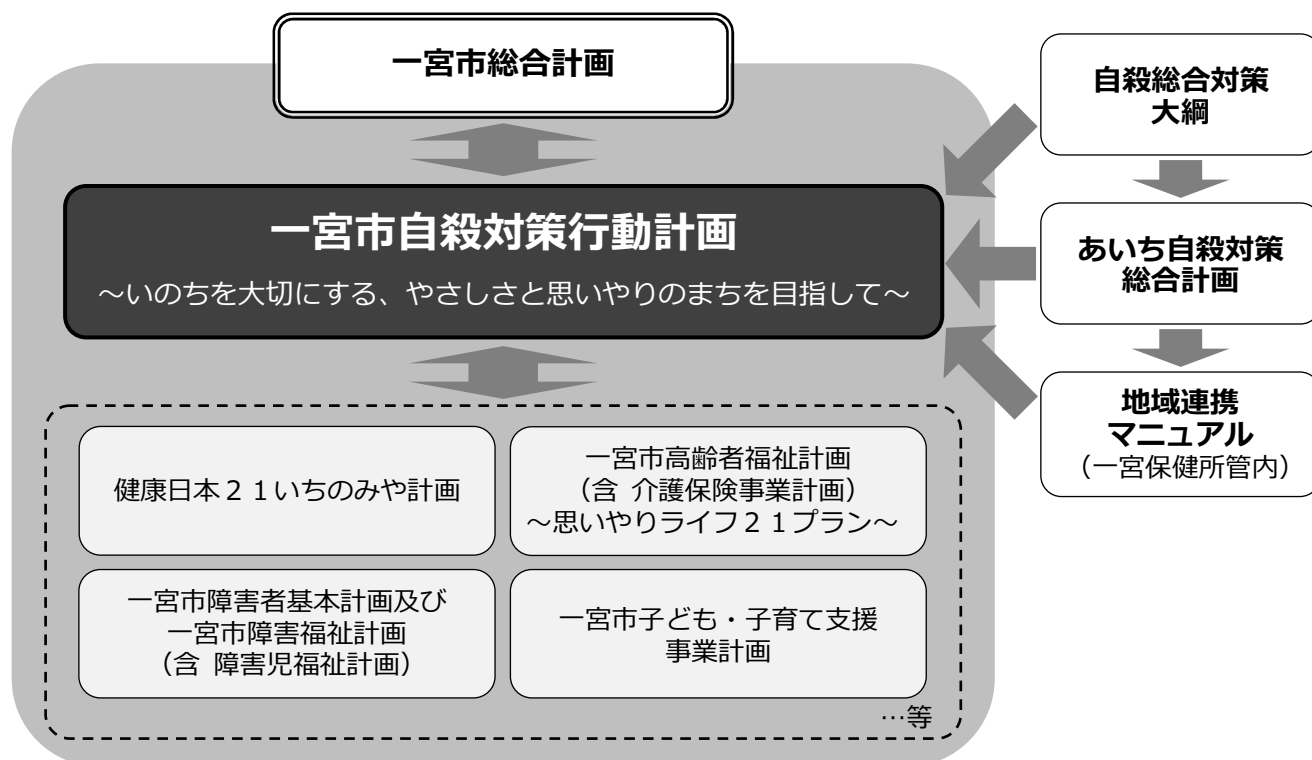 一宮市総合計画
一宮市自殺対策行動計画
～いのちを大切にする、やさしさと思いやりのまちを目指して～
健康日本２１いちのみや計画
一宮市高齢者福祉計画
（含 介護保険事業計画）
～思いやりライフ２１プラン～
一宮市障害者基本計画及び
一宮市障害福祉計画
（含 障害児福祉計画）
一宮市子ども・子育て支援
事業計画
…等
自殺総合対策
大綱
あいち自殺対策
総合計画
地域連携
マニュアル
（一宮保健所管内）